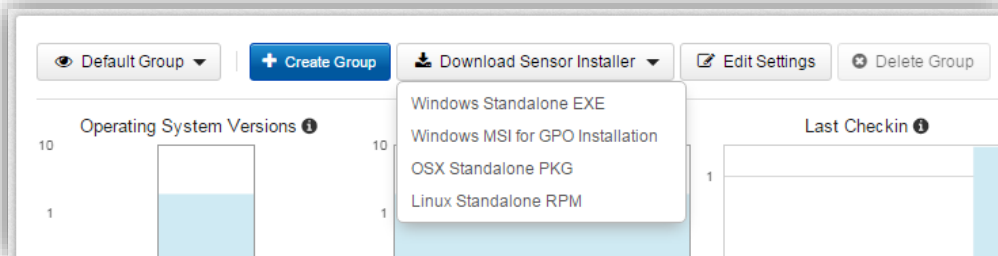 Default Group
Create Group
Download Sensor Installer
Edit Settings
Delete Group
Windows Standalone EXE
Windows MSI for GPO Installation
OSX Standalone PKG
Linux Standalone RPM
Operating System Versions
Last Checkin
10
10
1
1
1